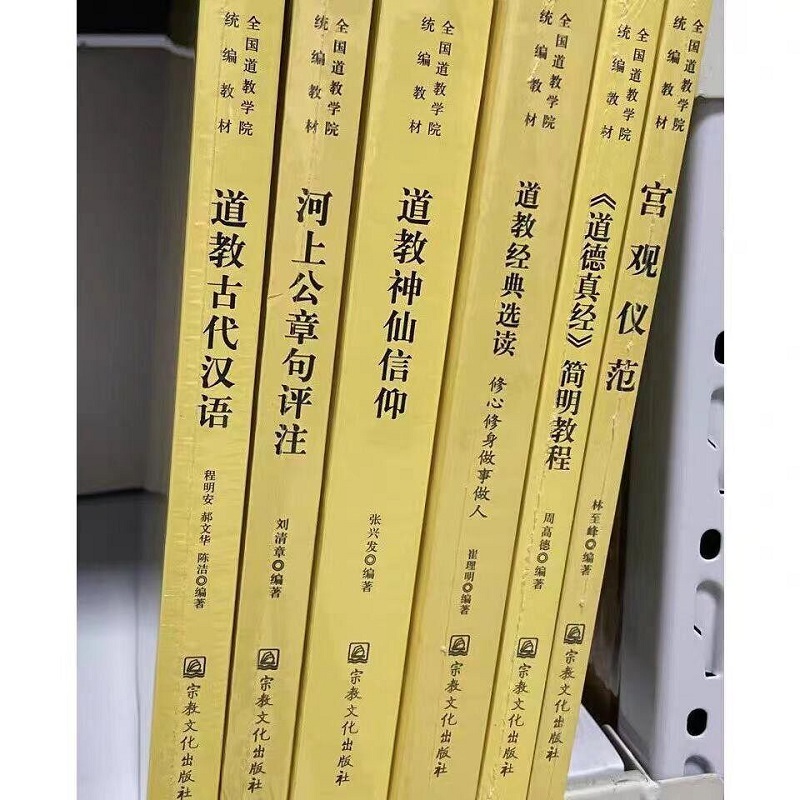 全国道教学院
统编教材
道教古代汉语
程明安 郝文华 陈洁◎编著
宗教文化出版社
全国道教学院
统编教材
河上公章句评注
刘清章◎编著
宗教文化出版社
全国道教学院
统编教材
道教神仙信仰
张兴发◎编著
宗教文化出版社
全国道教学院
统编教材
道教经典选读
修心修身做事做人
崔理明◎编著
宗教文化出版社
全国道教学院
统编教材
《道德真经》简明教程
周高德◎编著
宗教文化出版社
全国道教学院
统编教材
宫观仪范
林至峰◎编著
宗教文化出版社